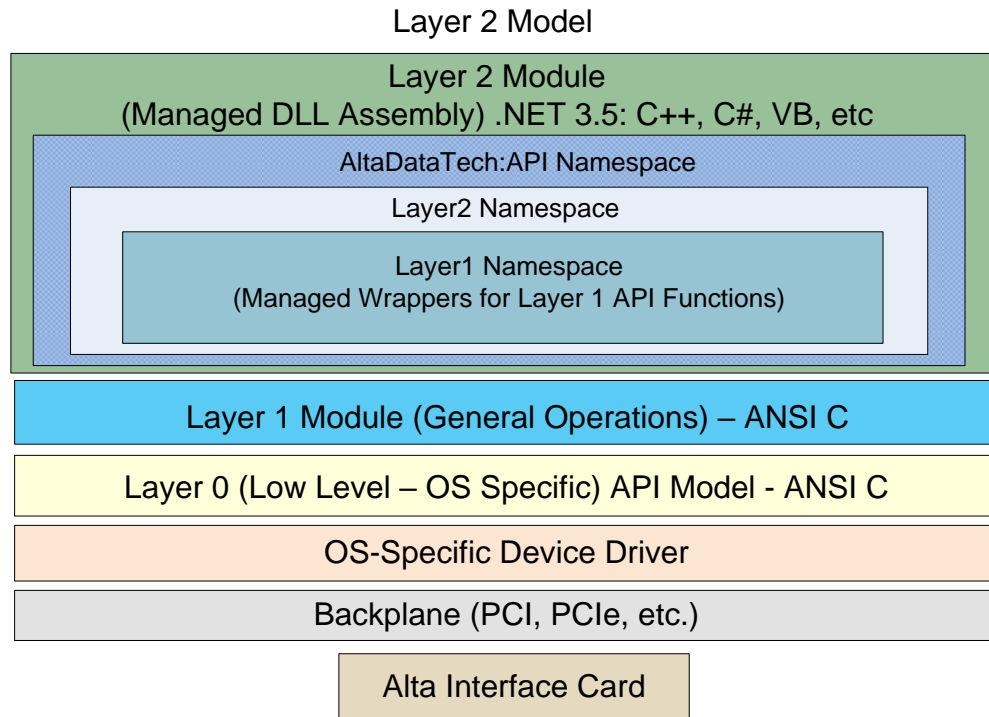 Layer 2 Model
Layer 2 Module
(Managed DLL Assembly) .NET 3.5: C++, C#, VB, etc
AltaDataTech:API Namespace
Layer2 Namespace
Layer1 Namespace
(Managed Wrappers for Layer 1 API Functions)
Layer 1 Module (General Operations) – ANSI C
Layer 0 (Low Level – OS Specific) API Model - ANSI C
OS-Specific Device Driver
Backplane (PCI, PCIe, etc.)
Alta Interface Card